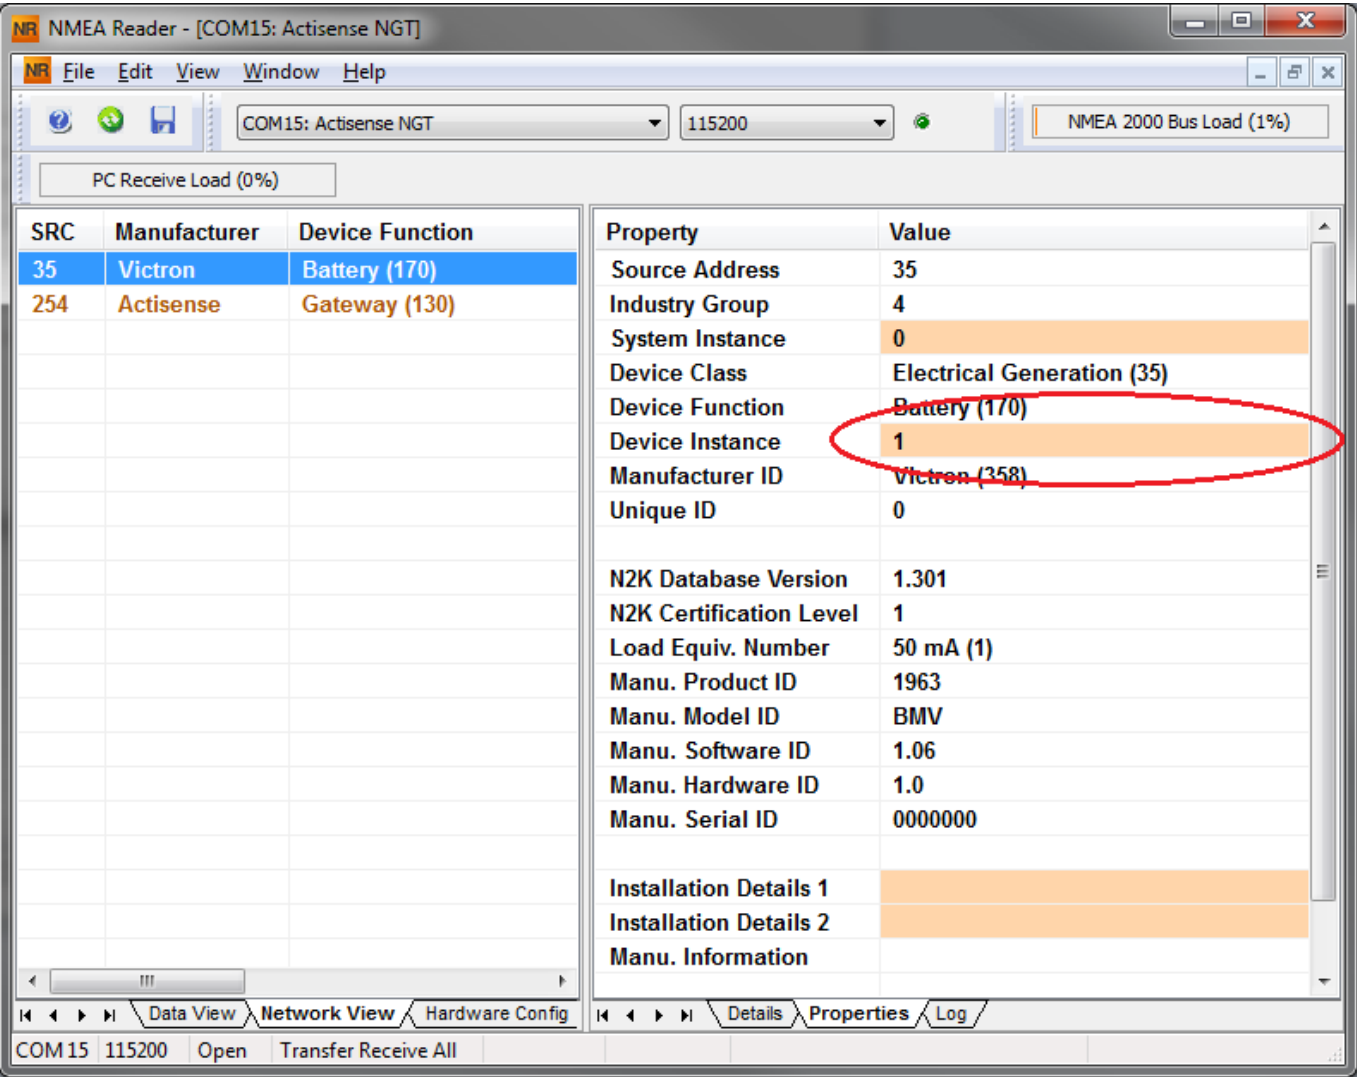 NR NMEA Reader - [COM15: Actisense NGT]
NR File Edit View Window Help
COM15: Actisense NGT 115200 NMEA 2000 Bus Load (1%)
PC Receive Load (0%)
SRC Manufacturer Device Function
35 Victron Battery (170)
254 Actisense Gateway (130)
Property Value
Source Address 35
Industry Group 4
System Instance 0
Device Class Electrical Generation (35)
Device Function Battery (170)
Device Instance 1
Manufacturer ID Victron (358)
Unique ID 0
N2K Database Version 1.301
N2K Certification Level 1
Load Equiv. Number 50 mA (1)
Manu. Product ID 1963
Manu. Model ID BMV
Manu. Software ID 1.06
Manu. Hardware ID 1.0
Manu. Serial ID 0000000
Installation Details 1
Installation Details 2
Manu. Information
Data View Network View Hardware Config
Details Properties Log
COM 15 115200 Open Transfer Receive All